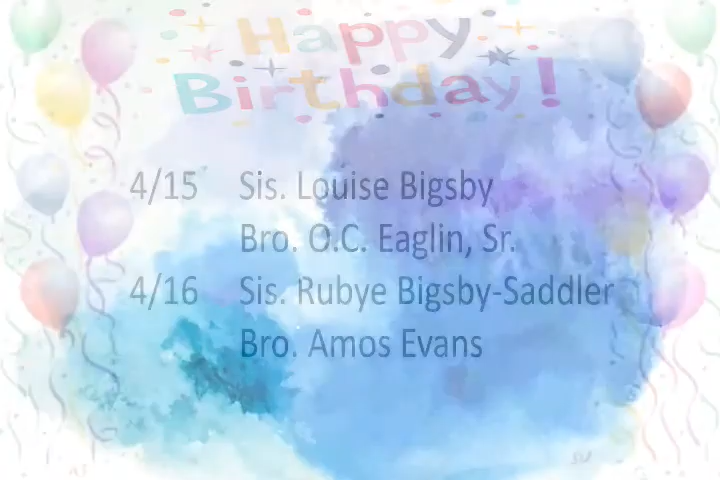 Happy
Birthday!
4/15 Sis. Louise Bigsby
Bro. O.C. Eaglin, Sr.
4/16 Sis. Rubye Bigsby-Saddler
Bro. Amos Evans